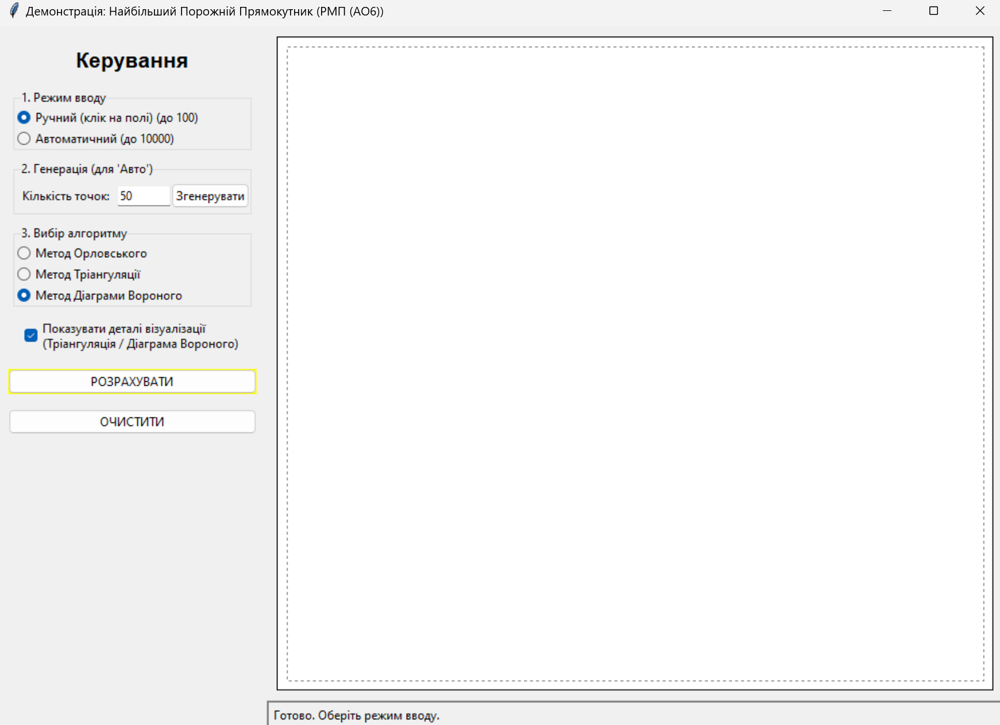 Демонстрація: Найбільший Порожній Прямокутник (РМП (АО6))
Керування
1. Режим вводу
Ручний (клік на полі) (до 100)
Автоматичний (до 10000)
2. Генерація (для 'Авто')
Кількість точок: 50 Згенерувати
3. Вибір алгоритму
Метод Орловського
Метод Тріангуляції
Метод Діаграми Вороного
Показувати деталі візуалізації
(Тріангуляція / Діаграма Вороного)
РОЗРАХУВАТИ
ОЧИСТИТИ
Готово. Оберіть режим вводу.